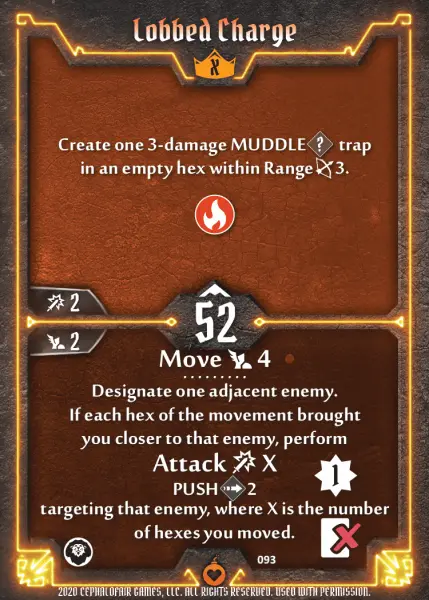 Lobbed Charge
X
Create one 3-damage MUDDLE ? trap
in an empty hex within Range 3.
2
52
2
Move 4
Designate one adjacent enemy.
If each hex of the movement brought
you closer to that enemy, perform
Attack X
1
PUSH 2
targeting that enemy, where X is the number
of hexes you moved.
093
2020 CEPHALOFAIR GAMES, LLC. ALL RIGHTS RESERVED. USED WITH PERMISSION.